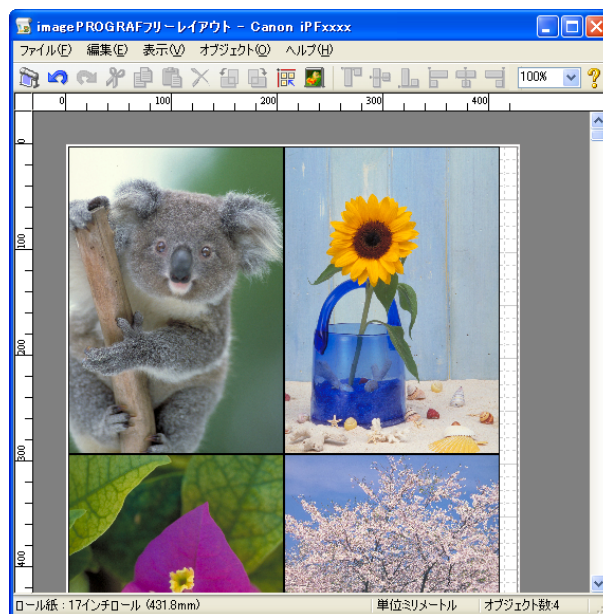 imagePROGRAFフリーレイアウト - Canon iPFxxxx
ファイル(F) 編集(E) 表示(V) オブジェクト(O) ヘルプ(H)
100%
0 100 200 300 400
0
100
200
300
400
ロール紙 : 17インチロール (431.8mm) 単位:ミリメートル オブジェクト数:4